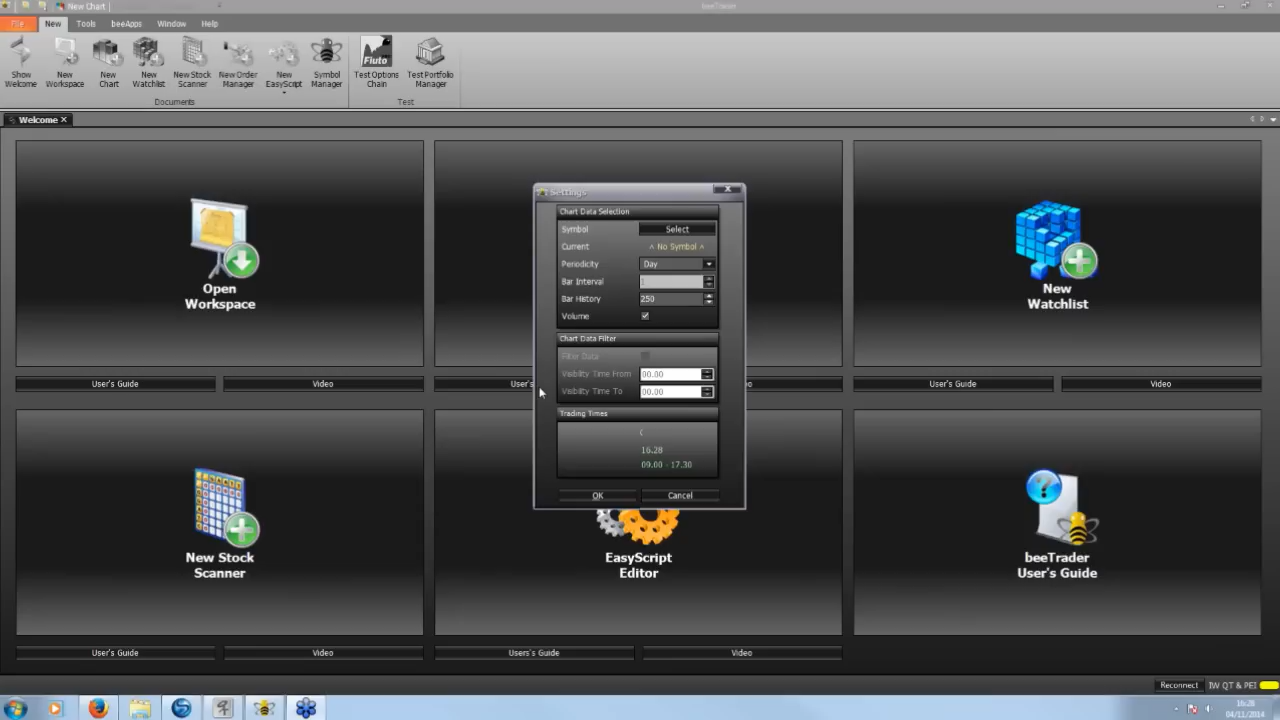 New Chart
beeTrader
File New Tools beeApps Window Help
Show Welcome
New Workspace
New Chart
New Watchlist
New Stock Scanner
New Order Manager
New EasyScript
Symbol Manager
Fiuto
Test Options Chain
Test Portfolio Manager
Documents
Test
Welcome
Open
Workspace
New
Watchlist
User's Guide
Video
User's
User's Guide
Video
Settings
Chart Data Selection
Symbol Select
Current ^ No Symbol ^
Periodicity Day
Bar Interval
Bar History 250
Volume
Chart Data Filter
Filter Data
Visibility Time From 00.00
Visibility Time To 00.00
Trading Times
(
16.28
09.00 - 17.30
OK Cancel
New Stock
Scanner
EasyScript
Editor
beeTrader
User's Guide
User's Guide
Video
Users's Guide
Video
Reconnect IW QT & PEI
16:28
04/11/2014